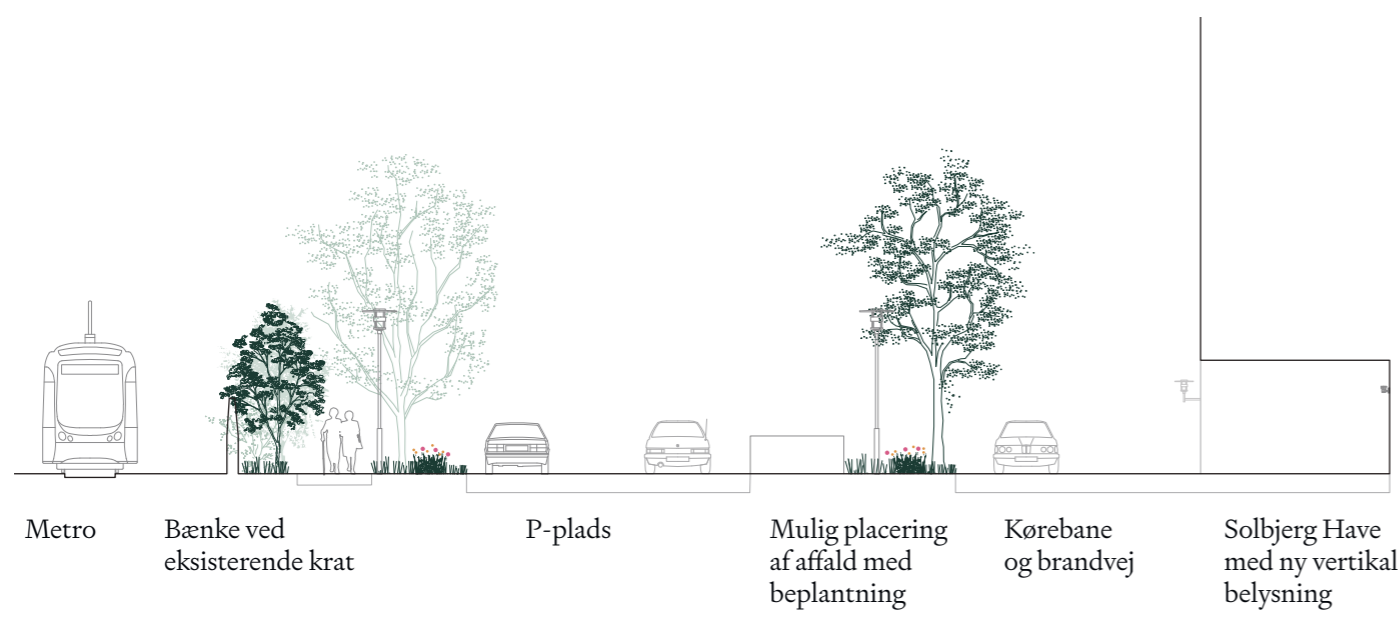 Metro
Bænke ved
eksisterende krat
P-plads
Mulig placering
af affald med
beplantning
Kørebane
og brandvej
Solbjerg Have
med ny vertikal
belysning